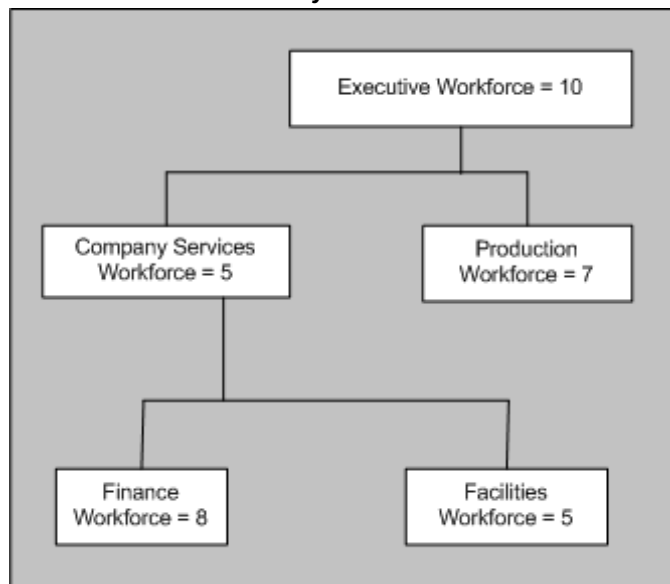 Executive Workforce = 10
Company Services
Workforce = 5
Production
Workforce = 7
Finance
Workforce = 8
Facilities
Workforce = 5